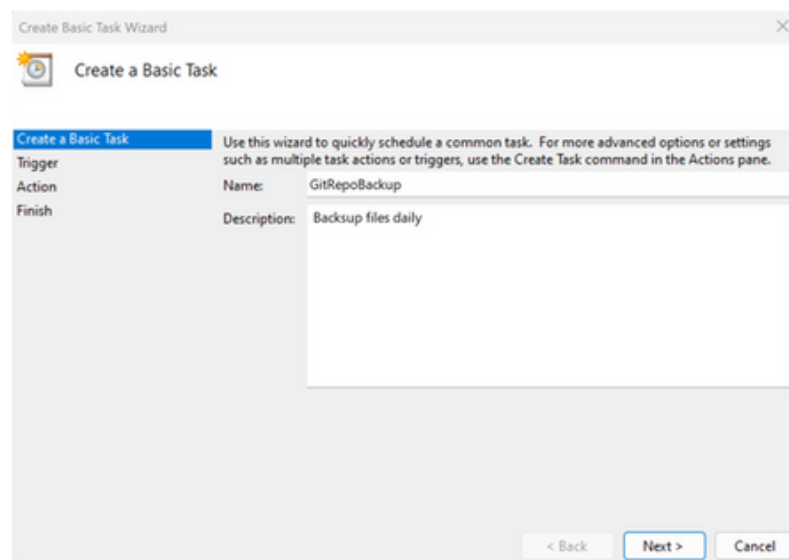 Create Basic Task Wizard
Create a Basic Task
Create a Basic Task
Trigger
Action
Finish
Use this wizard to quickly schedule a common task.  For more advanced options or settings
such as multiple task actions or triggers, use the Create Task command in the Actions pane.
Name: GitRepoBackup
Description: Backsup files daily
< Back Next > Cancel